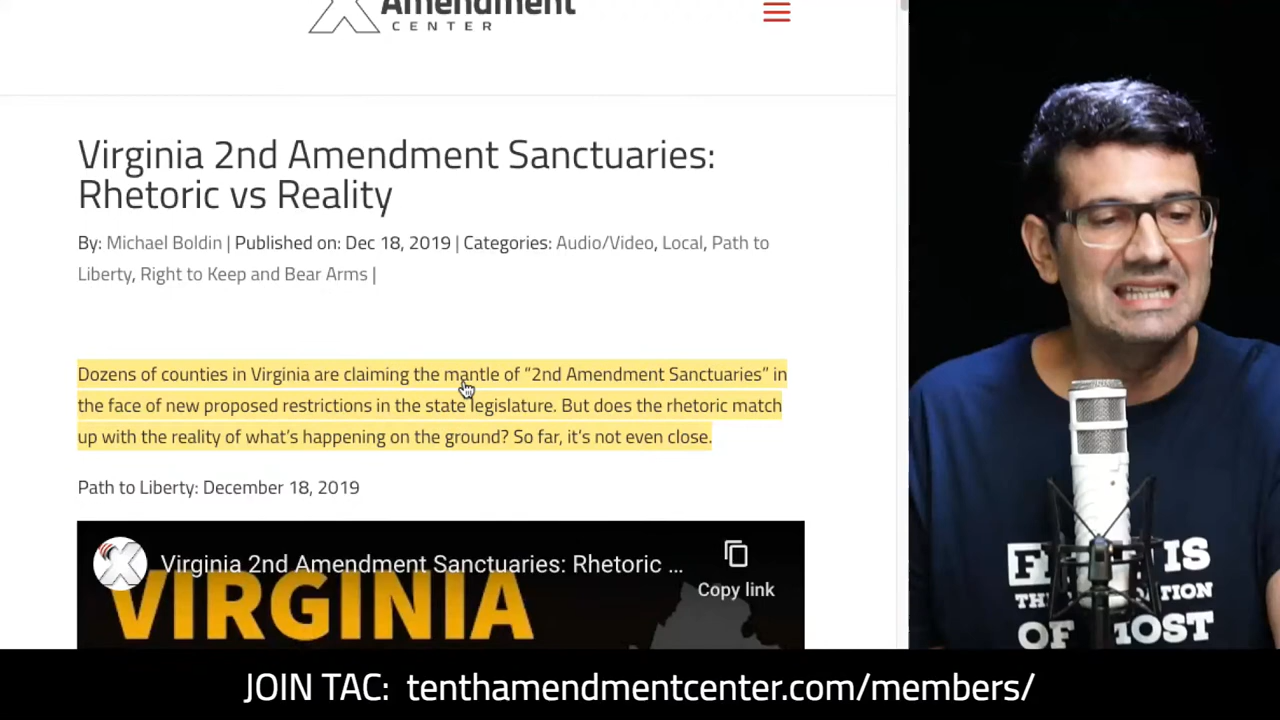 Amendment
CENTER
Virginia 2nd Amendment Sanctuaries:
Rhetoric vs Reality
By: Michael Boldin | Published on: Dec 18, 2019 | Categories: Audio/Video, Local, Path to
Liberty, Right to Keep and Bear Arms |
Dozens of counties in Virginia are claiming the mantle of “2nd Amendment Sanctuaries” in
the face of new proposed restrictions in the state legislature. But does the rhetoric match
up with the reality of what’s happening on the ground? So far, it’s not even close.
Path to Liberty: December 18, 2019
Virginia 2nd Amendment Sanctuaries: Rhetoric ...
Copy link
VIRGINIA
IS
OF MOST
JOIN TAC: tenthamendmentcenter.com/members/